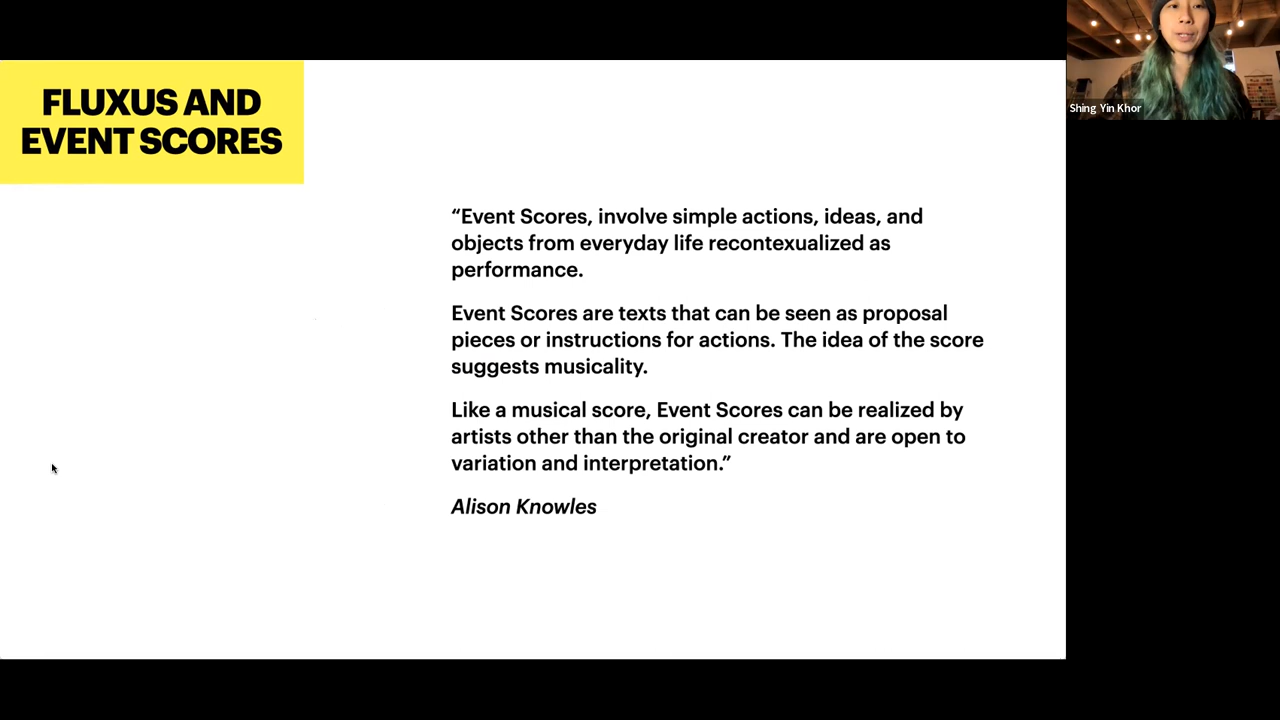 FLUXUS AND
EVENT SCORES
Shing Yin Khor
“Event Scores, involve simple actions, ideas, and
objects from everyday life recontexualized as
performance.
Event Scores are texts that can be seen as proposal
pieces or instructions for actions. The idea of the score
suggests musicality.
Like a musical score, Event Scores can be realized by
artists other than the original creator and are open to
variation and interpretation.”
Alison Knowles